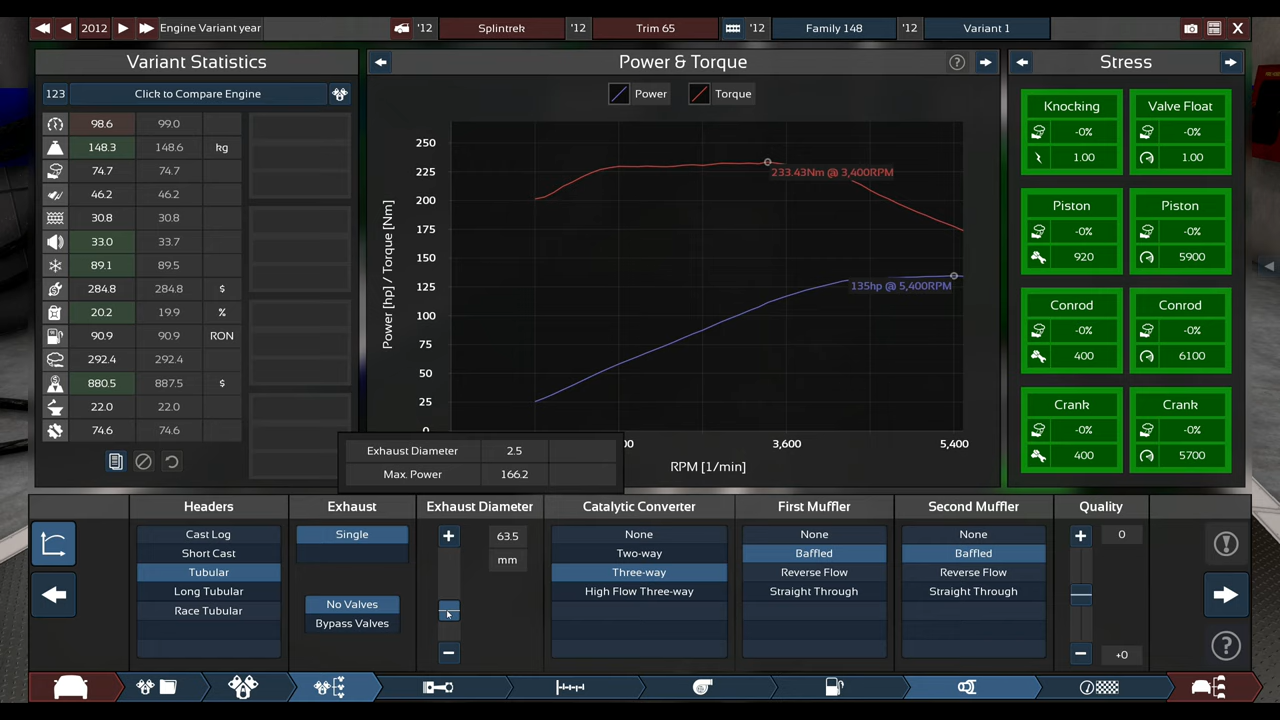 2012 Engine Variant year '12 Splintrek '12 Trim 65 '12 Family 148 '12 Variant 1 X
Variant Statistics
123 Click to Compare Engine
98.6 99.0
148.3 148.6 kg
74.7 74.7
46.2 46.2
30.8 30.8
33.0 33.7
89.1 89.5
284.8 284.8 $
20.2 19.9 %
90.9 90.9 RON
292.4 292.4
880.5 887.5 $
22.0 22.0
74.6 74.6
Power & Torque ?
Power Torque
Power [hp] / Torque [Nm]
250
225
200
175
150
125
100
75
50
25
0
233.43Nm @ 3,400RPM
135hp @ 5,400RPM
00 3,600 5,400
RPM [1/min]
Exhaust Diameter 2.5
Max. Power 166.2
Stress
Knocking Valve Float
-0% -0%
1.00 1.00
Piston Piston
-0% -0%
920 5900
Conrod Conrod
-0% -0%
400 6100
Crank Crank
-0% -0%
400 5700
Headers
Cast Log
Short Cast
Tubular
Long Tubular
Race Tubular
Exhaust
Single
No Valves
Bypass Valves
Exhaust Diameter
+ 63.5
mm
−
Catalytic Converter
None
Two-way
Three-way
High Flow Three-way
First Muffler
None
Baffled
Reverse Flow
Straight Through
Second Muffler
None
Baffled
Reverse Flow
Straight Through
Quality
+ 0
− +0
!
?